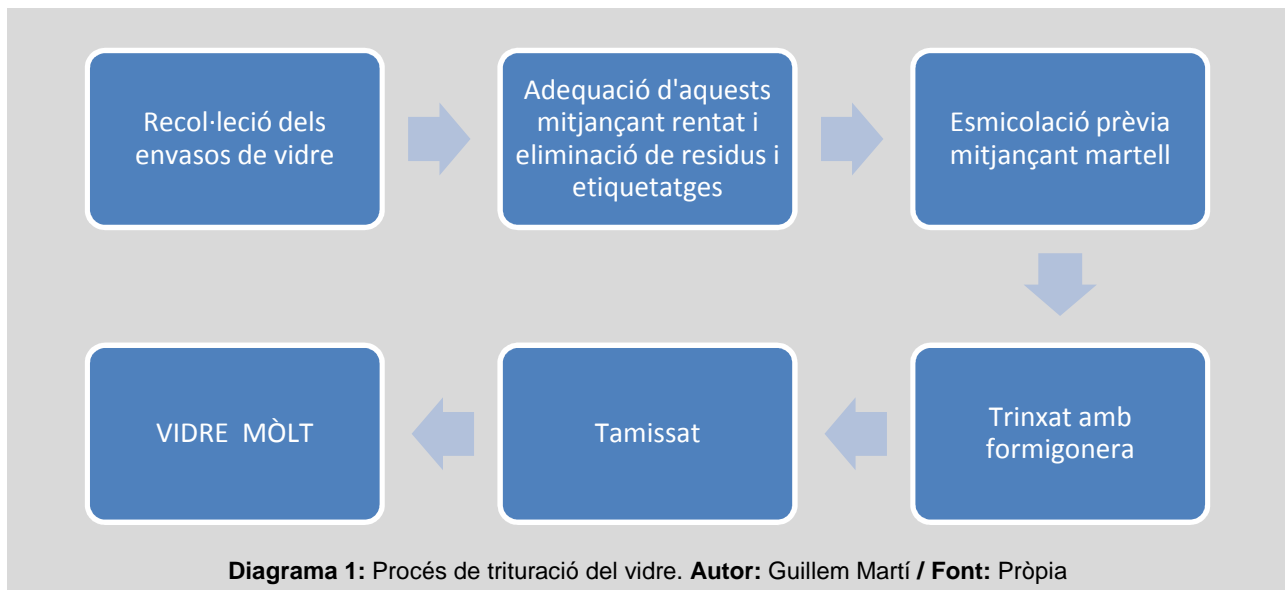 Recol·leció dels
envasos de vidre
Adequació d'aquests
mitjançant rentat i
eliminació de residus i
etiquetatges
Esmicolació prèvia
mitjançant martell
Trinxat amb
formigonera
Tamissat
VIDRE MÒLT
Diagrama 1: Procés de trituració del vidre. Autor: Guillem Martí / Font: Pròpia